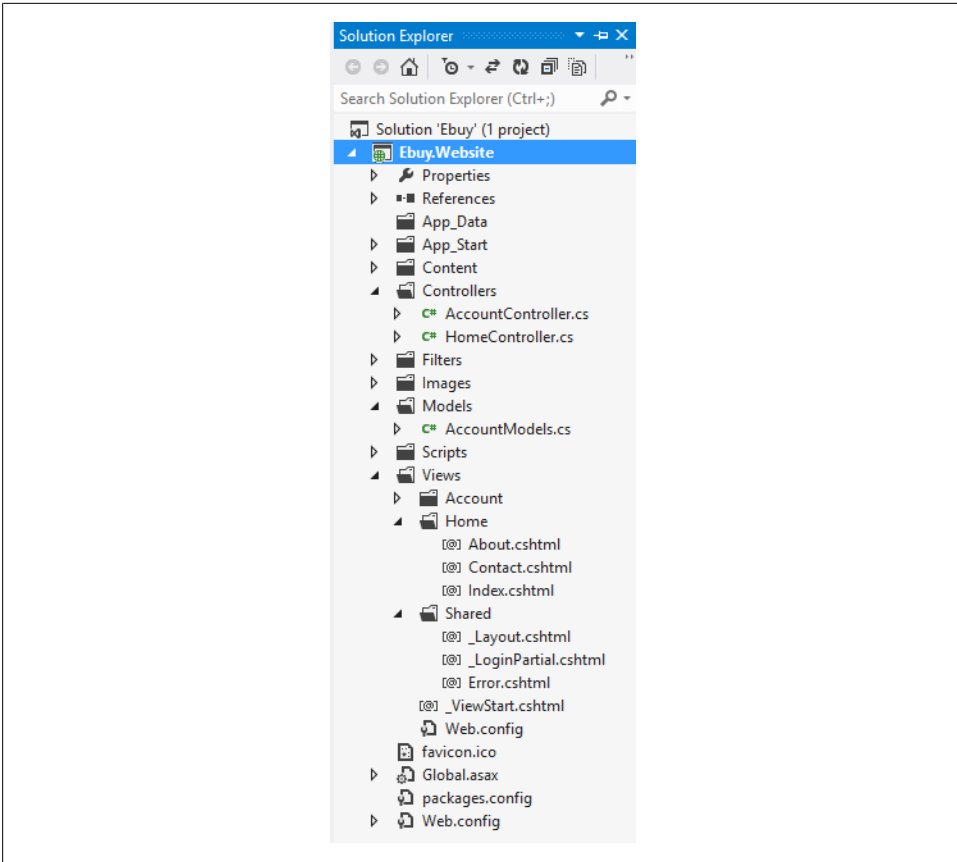 Solution Explorer
Search Solution Explorer (Ctrl+;)
Solution 'Ebuy' (1 project)
Ebuy.Website
Properties
References
App_Data
App_Start
Content
Controllers
C# AccountController.cs
C# HomeController.cs
Filters
Images
Models
C# AccountModels.cs
Scripts
Views
Account
Home
[@] About.cshtml
[@] Contact.cshtml
[@] Index.cshtml
Shared
[@] _Layout.cshtml
[@] _LoginPartial.cshtml
[@] Error.cshtml
[@] _ViewStart.cshtml
Web.config
favicon.ico
Global.asax
packages.config
Web.config